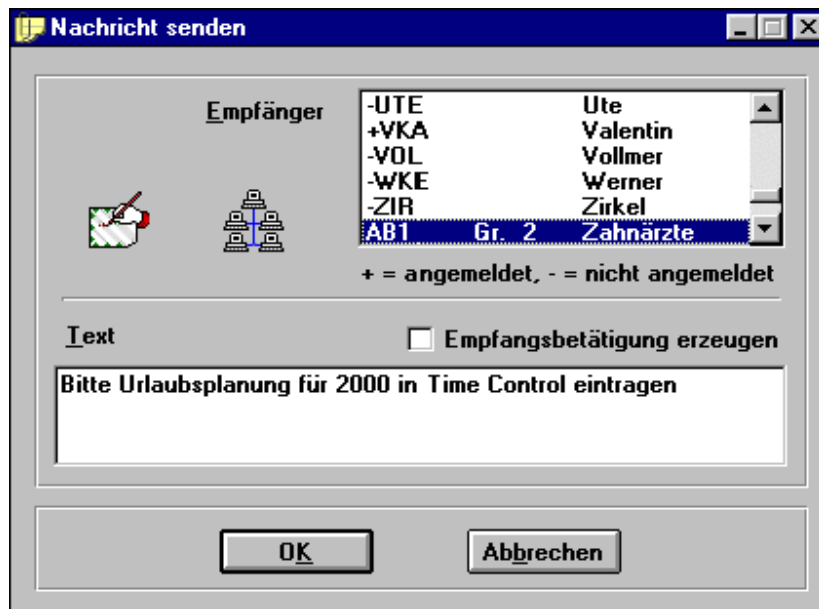 Nachricht senden
Empfänger
-UTE Ute
+VKA Valentin
-VOL Vollmer
-WKE Werner
-ZIR Zirkel
AB1 Gr. 2 Zahnärzte
+ = angemeldet, - = nicht angemeldet
Text
Empfangsbetätigung erzeugen
Bitte Urlaubsplanung für 2000 in Time Control eintragen
OK
Abbrechen